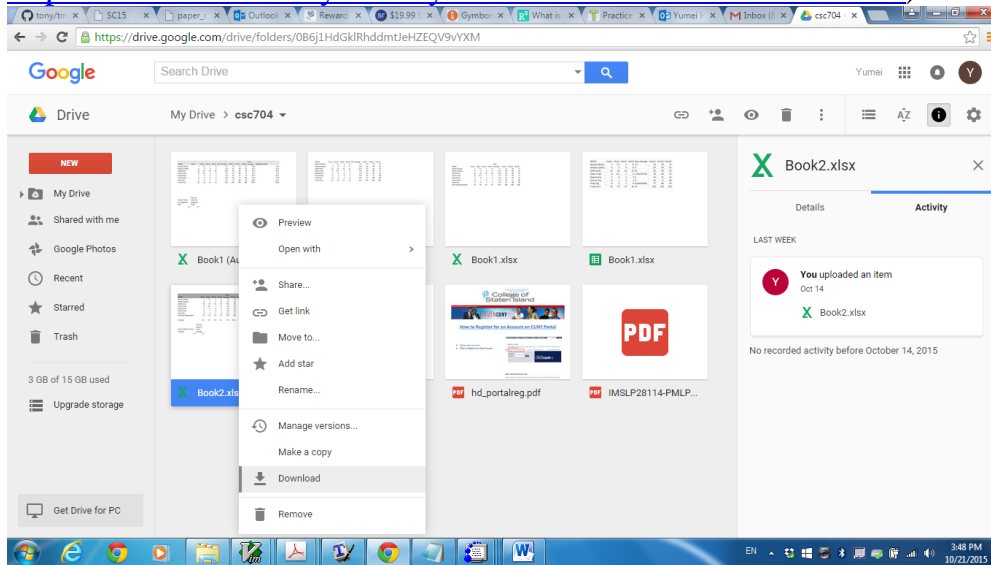 tony/tm
SC15
paper_
Outlook
Reward
$19.99
Gymbo
What is
Practice
Yumei H
Inbox (8
csc704
https://drive.google.com/drive/folders/0B6j1HdGklRhddmtJeHZEQV9vYXM
Google
Search Drive
Yumei
Y
Drive
My Drive > csc704
AZ
NEW
My Drive
Shared with me
Google Photos
Recent
Starred
Trash
3 GB of 15 GB used
Upgrade storage
Get Drive for PC
Book1 (Au
Book1.xlsx
Book1.xlsx
Book2.xls
College of
Staten Island
How to Register for an Account on CUNY Portal
hd_portalreg.pdf
PDF
IMSLP28114-PMLP...
Preview
Open with
Share...
Get link
Move to...
Add star
Rename...
Manage versions...
Make a copy
Download
Remove
Book2.xlsx
Details
Activity
LAST WEEK
Y
You uploaded an item
Oct 14
Book2.xlsx
No recorded activity before October 14, 2015
EN
3:48 PM
10/21/2015